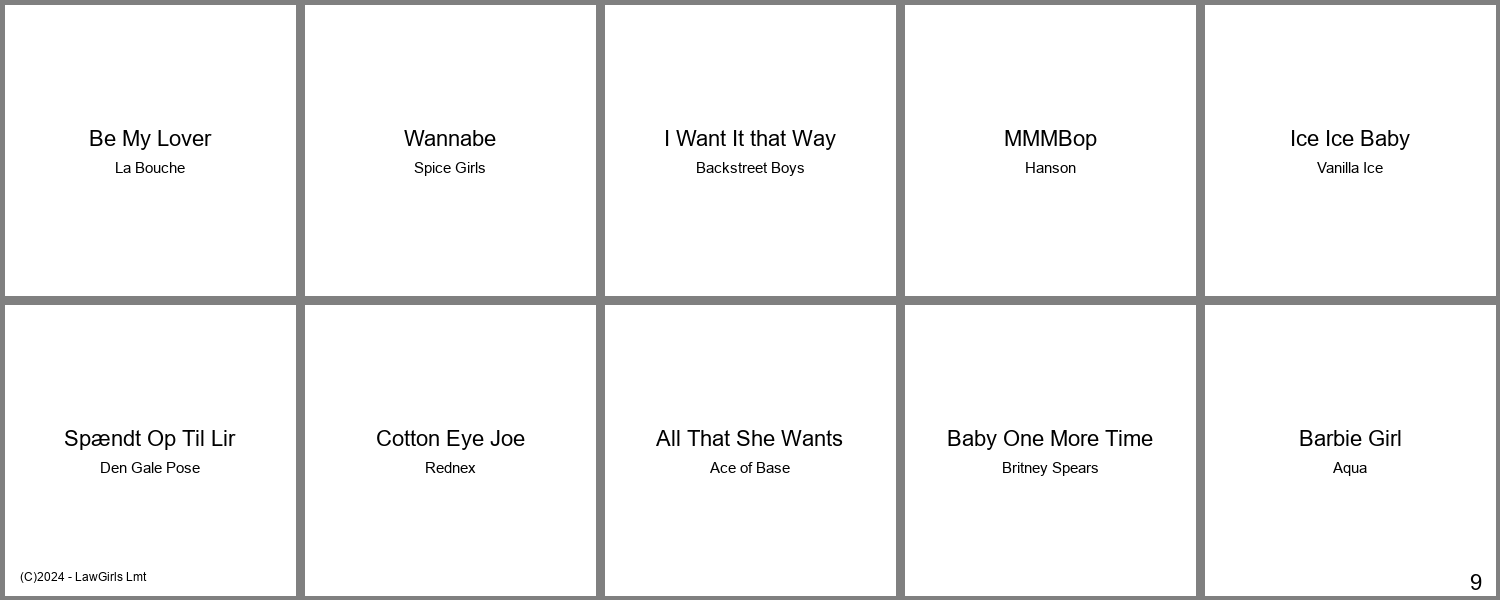 Be My Lover
La Bouche
Wannabe
Spice Girls
I Want It that Way
Backstreet Boys
MMMBop
Hanson
Ice Ice Baby
Vanilla Ice
Spændt Op Til Lir
Den Gale Pose
Cotton Eye Joe
Rednex
All That She Wants
Ace of Base
Baby One More Time
Britney Spears
Barbie Girl
Aqua
(C)2024 - LawGirls Lmt
9